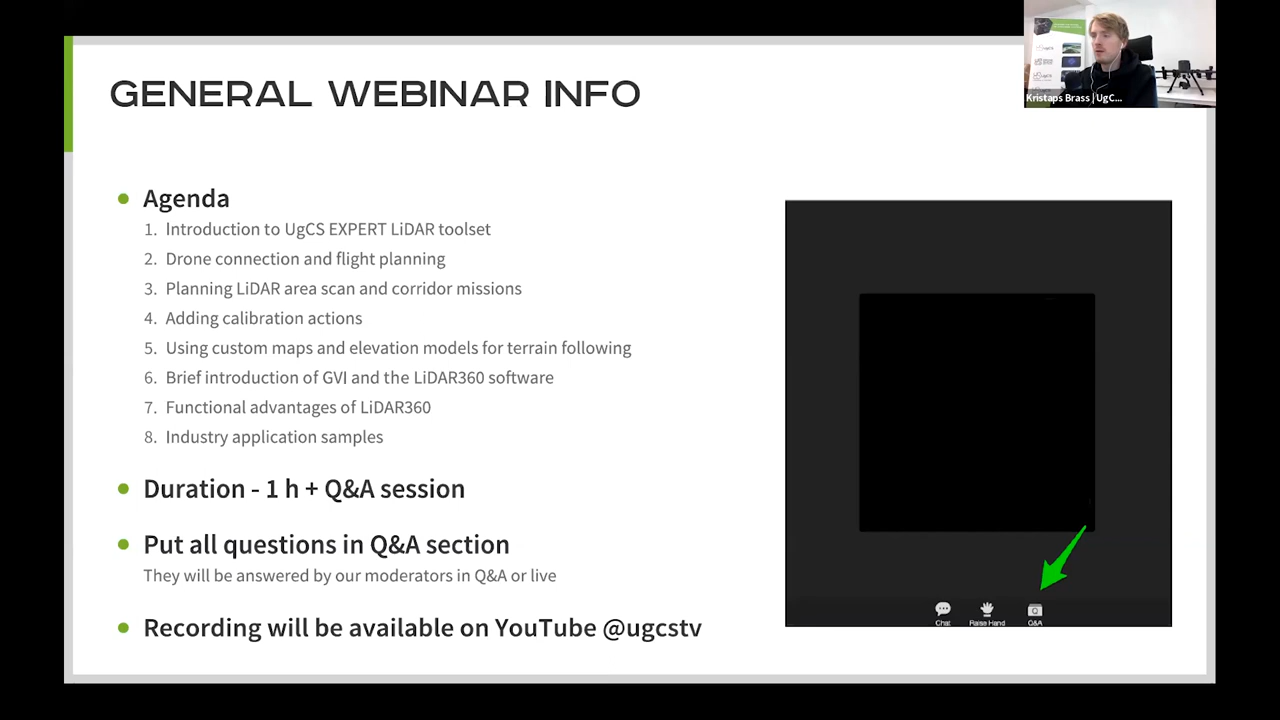 GENERAL WEBINAR INFO
Kristaps Brass | UgC...
Agenda
1. Introduction to UgCS EXPERT LiDAR toolset
2. Drone connection and flight planning
3. Planning LiDAR area scan and corridor missions
4. Adding calibration actions
5. Using custom maps and elevation models for terrain following
6. Brief introduction of GVI and the LiDAR360 software
7. Functional advantages of LiDAR360
8. Industry application samples
Duration - 1 h + Q&A session
Put all questions in Q&A section
They will be answered by our moderators in Q&A or live
Recording will be available on YouTube @ugcstv
Chat
Raise Hand
Q&A